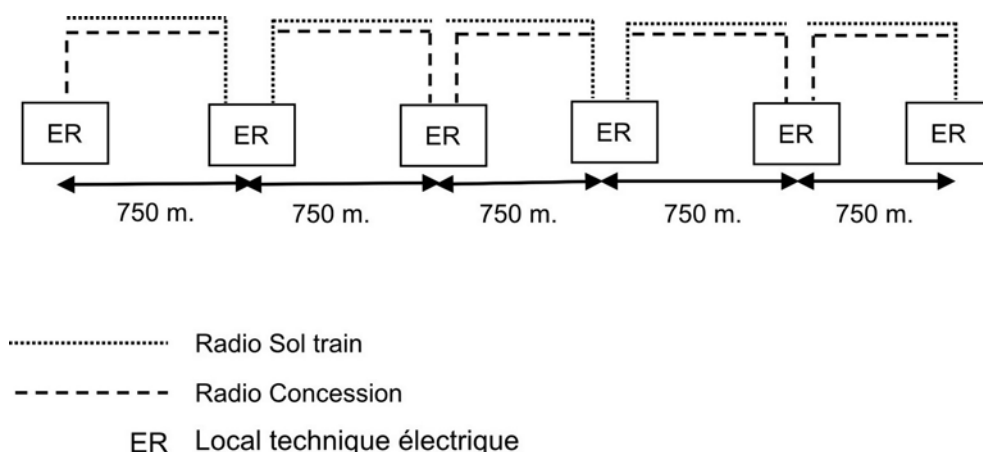 ER ER ER ER ER ER
750 m. 750 m. 750 m. 750 m. 750 m.
Radio Sol train
Radio Concession
ER Local technique électrique